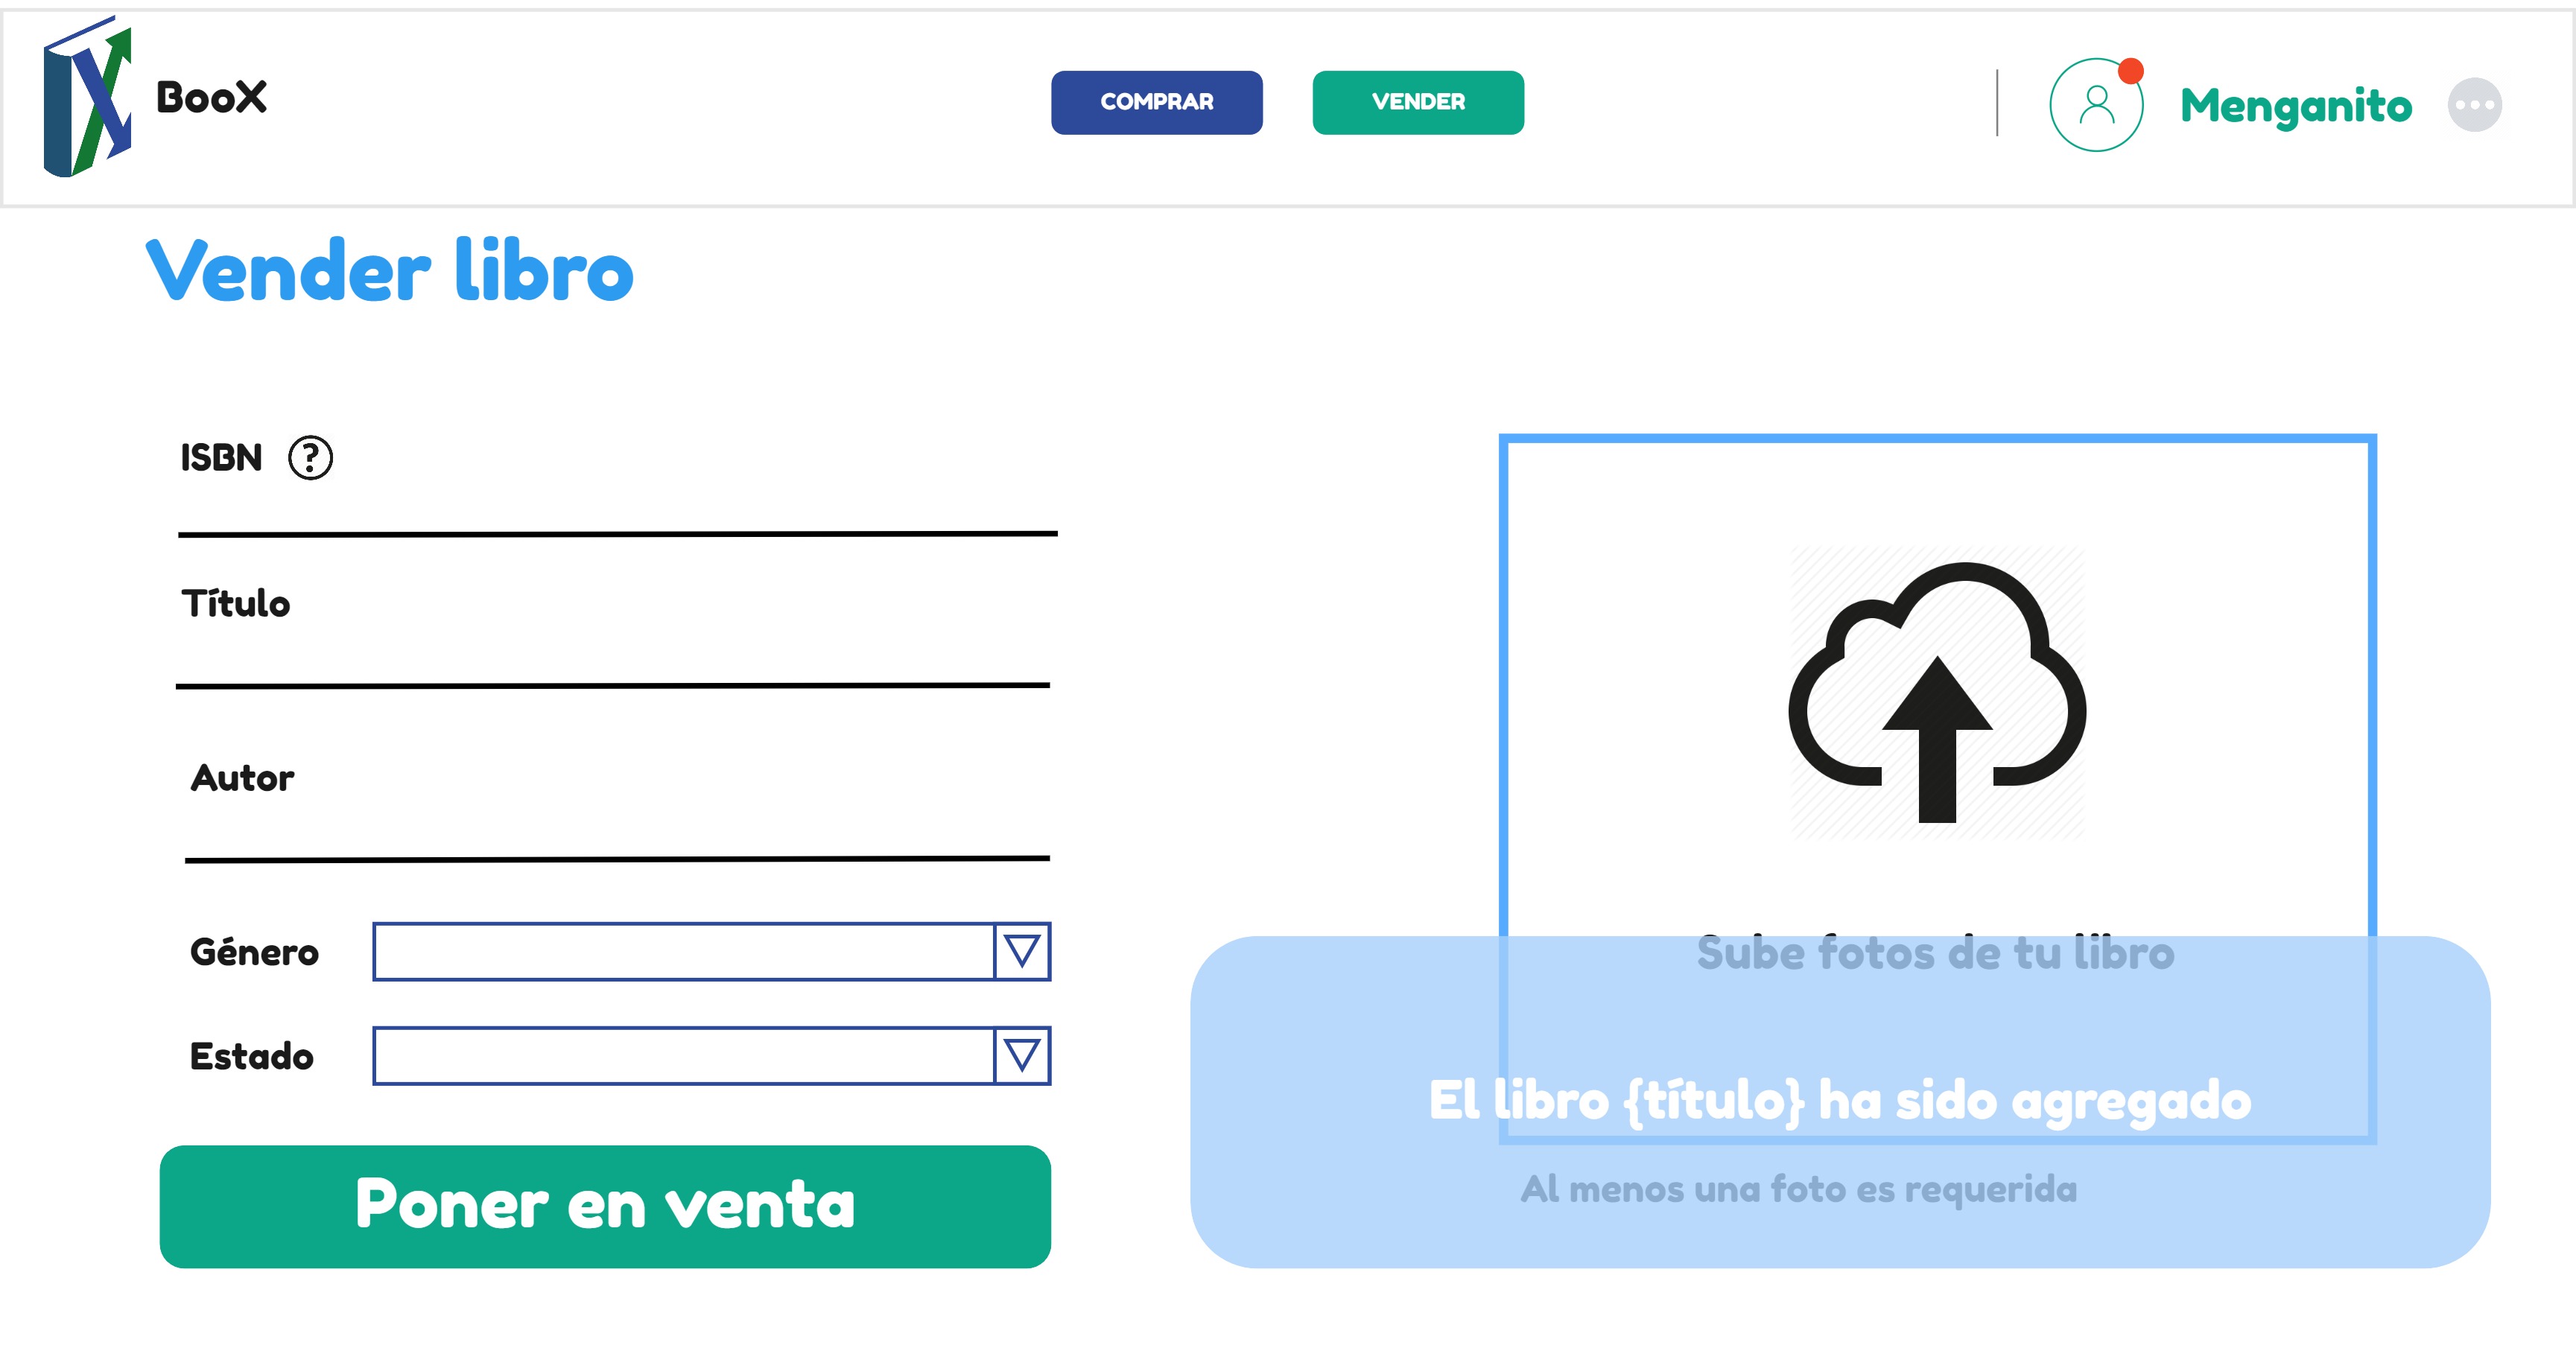 BooX
COMPRAR
VENDER
Menganito
Vender libro
ISBN ?
Título
Autor
Género
Estado
Poner en venta
Sube fotos de tu libro
El libro {título} ha sido agregado
Al menos una foto es requerida